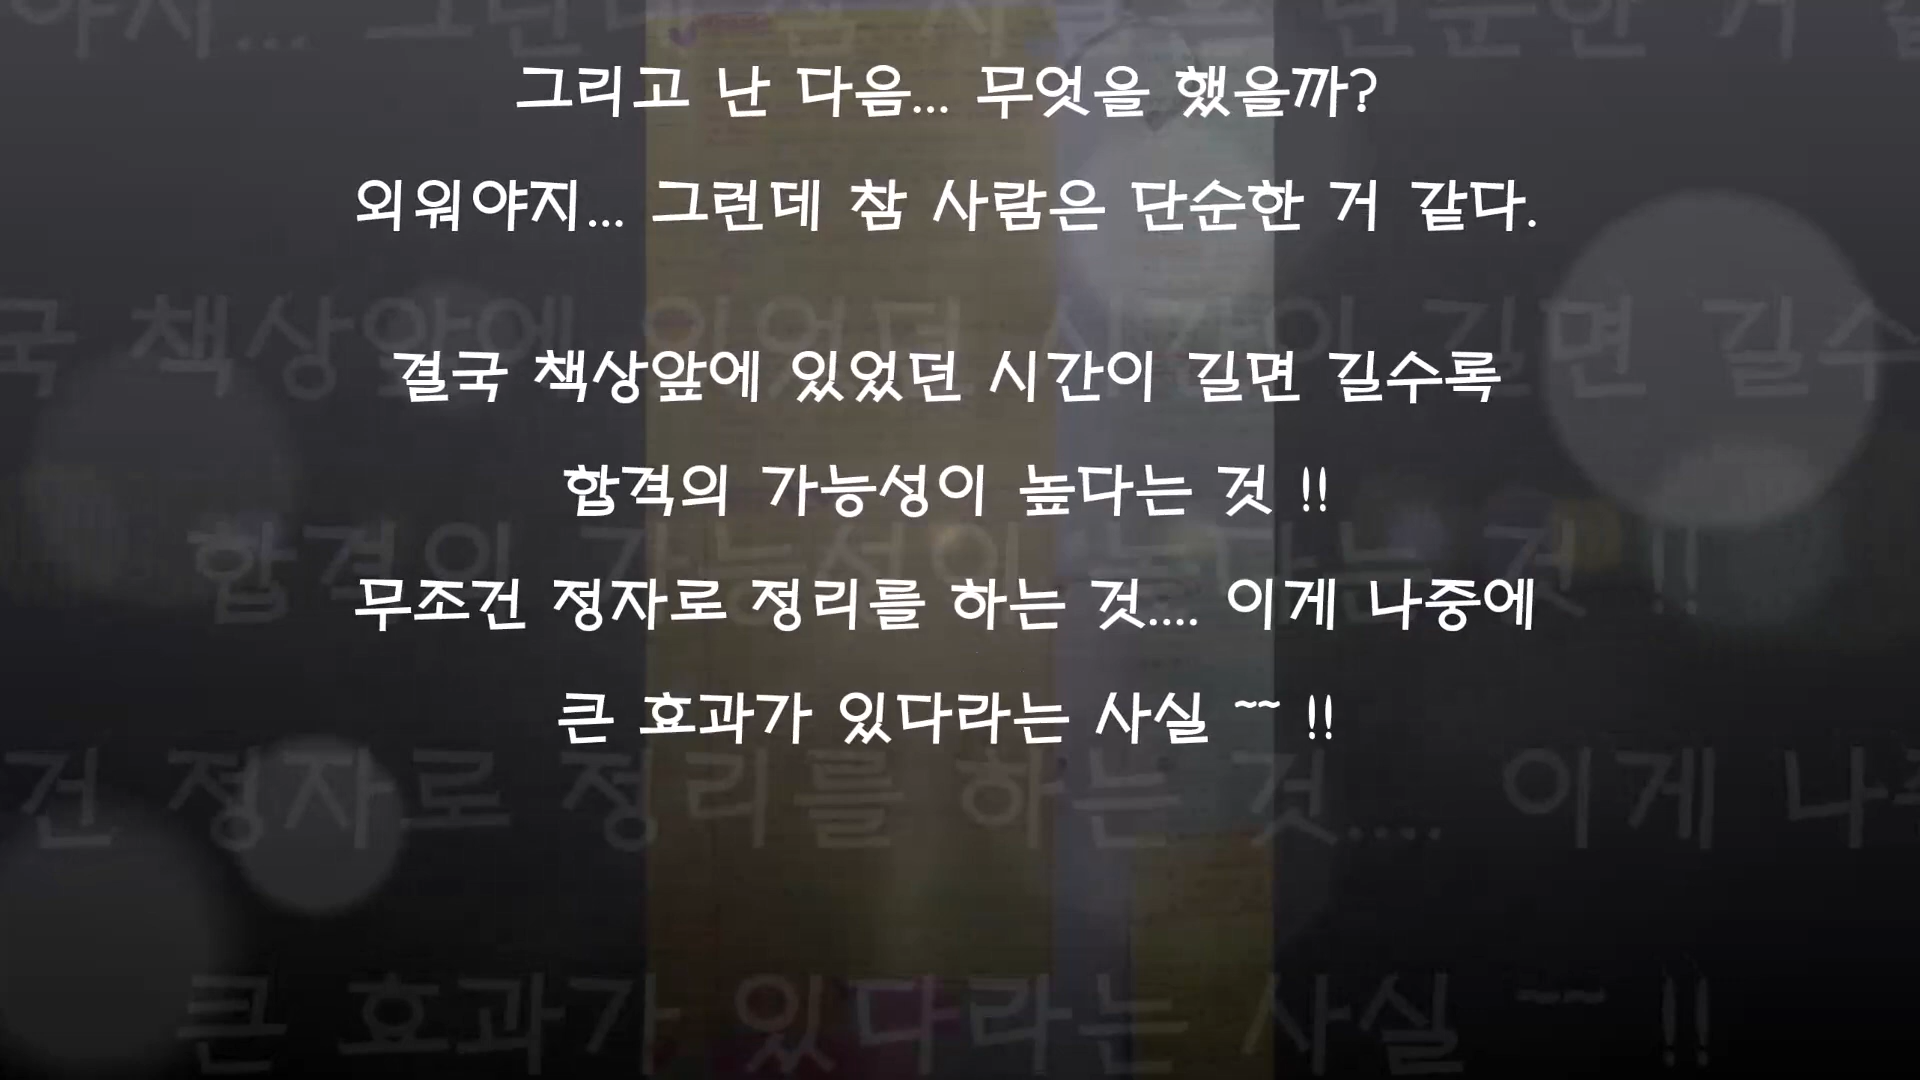 그리고 난 다음... 무엇을 했을까?
외워야지... 그런데 참 사람은 단순한 거 같다.
결국 책상앞에 있었던 시간이 길면 길수록
합격의 가능성이 높다는 것 !!
무조건 정자로 정리를 하는 것.... 이게 나중에
큰 효과가 있다라는 사실 ~~ !!